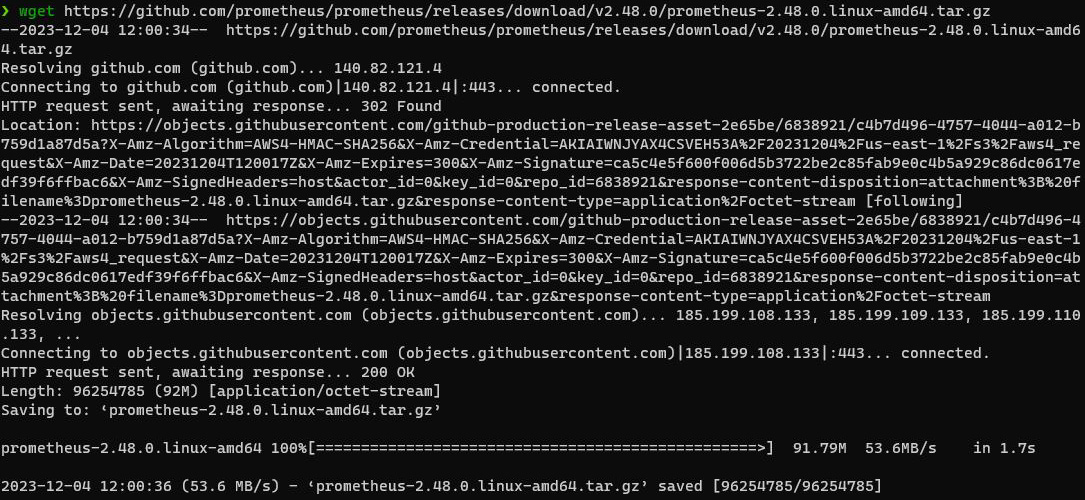 ❯ wget https://github.com/prometheus/prometheus/releases/download/v2.48.0/prometheus-2.48.0.linux-amd64.tar.gz
--2023-12-04 12:00:34--  https://github.com/prometheus/prometheus/releases/download/v2.48.0/prometheus-2.48.0.linux-amd6
4.tar.gz
Resolving github.com (github.com)... 140.82.121.4
Connecting to github.com (github.com)|140.82.121.4|:443... connected.
HTTP request sent, awaiting response... 302 Found
Location: https://objects.githubusercontent.com/github-production-release-asset-2e65be/6838921/c4b7d496-4757-4044-a012-b
759d1a87d5a?X-Amz-Algorithm=AWS4-HMAC-SHA256&X-Amz-Credential=AKIAIWNJYAX4CSVEH53A%2F20231204%2Fus-east-1%2Fs3%2Faws4_re
quest&X-Amz-Date=20231204T120017Z&X-Amz-Expires=300&X-Amz-Signature=ca5c4e5f600f006d5b3722be2c85fab9e0c4b5a929c86dc0617e
df39f6ffbac6&X-Amz-SignedHeaders=host&actor_id=0&key_id=0&repo_id=6838921&response-content-disposition=attachment%3B%20f
ilename%3Dprometheus-2.48.0.linux-amd64.tar.gz&response-content-type=application%2Foctet-stream [following]
--2023-12-04 12:00:34--  https://objects.githubusercontent.com/github-production-release-asset-2e65be/6838921/c4b7d496-4
757-4044-a012-b759d1a87d5a?X-Amz-Algorithm=AWS4-HMAC-SHA256&X-Amz-Credential=AKIAIWNJYAX4CSVEH53A%2F20231204%2Fus-east-1
%2Fs3%2Faws4_request&X-Amz-Date=20231204T120017Z&X-Amz-Expires=300&X-Amz-Signature=ca5c4e5f600f006d5b3722be2c85fab9e0c4b
5a929c86dc0617edf39f6ffbac6&X-Amz-SignedHeaders=host&actor_id=0&key_id=0&repo_id=6838921&response-content-disposition=at
tachment%3B%20filename%3Dprometheus-2.48.0.linux-amd64.tar.gz&response-content-type=application%2Foctet-stream
Resolving objects.githubusercontent.com (objects.githubusercontent.com)... 185.199.108.133, 185.199.109.133, 185.199.110
.133, ...
Connecting to objects.githubusercontent.com (objects.githubusercontent.com)|185.199.108.133|:443... connected.
HTTP request sent, awaiting response... 200 OK
Length: 96254785 (92M) [application/octet-stream]
Saving to: ‘prometheus-2.48.0.linux-amd64.tar.gz’

prometheus-2.48.0.linux-amd64 100%[=================================================>]  91.79M  53.6MB/s    in 1.7s

2023-12-04 12:00:36 (53.6 MB/s) - ‘prometheus-2.48.0.linux-amd64.tar.gz’ saved [96254785/96254785]